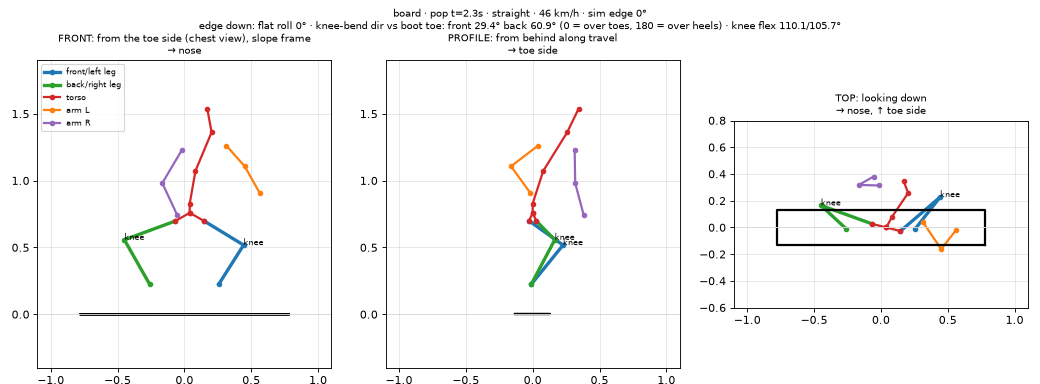 board · pop t=2.3s · straight · 46 km/h · sim edge 0°
edge down: flat roll 0° · knee-bend dir vs boot toe: front 29.4° back 60.9° (0 = over toes, 180 = over heels) · knee flex 110.1/105.7°
FRONT: from the toe side (chest view), slope frame
→ nose
front/left leg
back/right leg
torso
arm L
arm R
knee
knee
1.5
1.0
0.5
0.0
−1.0 −0.5 0.0 0.5 1.0
PROFILE: from behind along travel
→ toe side
knee
knee
1.5
1.0
0.5
0.0
−1.0 −0.5 0.0 0.5 1.0
TOP: looking down
→ nose, ↑ toe side
knee
knee
0.8
0.6
0.4
0.2
0.0
−0.2
−0.4
−0.6
−1.0 −0.5 0.0 0.5 1.0